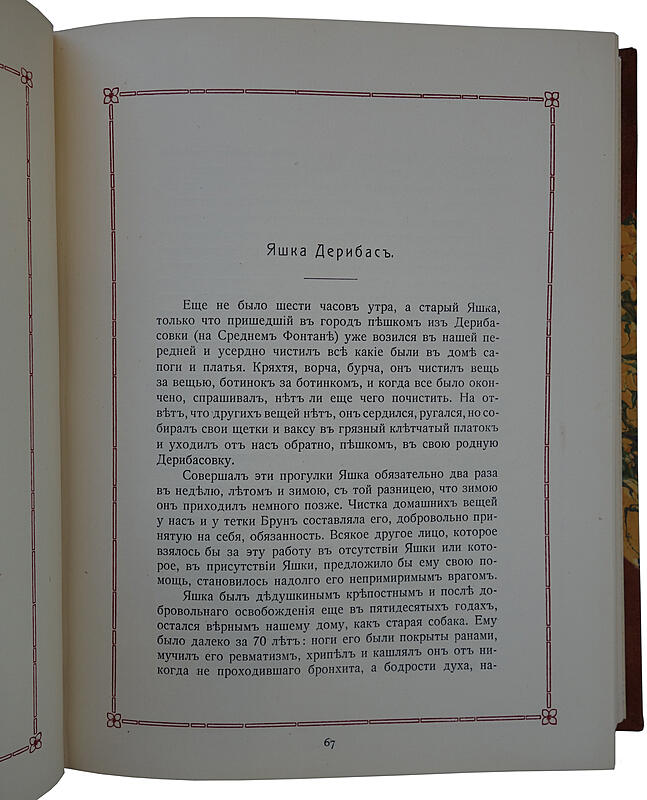 Яшка Дерибасъ.
Еще не было шести часовъ утра, а старый Яшка,
только что пришедшій въ городъ пѣшкомъ изъ Дериба-
совки (на Среднемъ Фонтанѣ) уже возился въ нашей пе-
редней и усердно чистилъ всѣ какіе были въ домѣ са-
поги и платья. Кряхтя, ворча, бурча, онъ чистилъ вещь
за вещью, ботинокъ за ботинкомъ, и когда все было окон-
чено, спрашивалъ, нѣтъ ли еще чего почистить. На от-
вѣтъ, что другихъ вещей нѣтъ, онъ сердился, ругался, но со-
биралъ свои щетки и ваксу въ грязный клѣтчатый платокъ
и уходилъ отъ насъ обратно, пѣшкомъ, въ свою родную
Дерибасовку.
Совершалъ эти прогулки Яшка обязательно два раза
въ недѣлю, лѣтомъ и зимою, съ той разницею, что зимою
онъ приходилъ немного позже. Чистка домашнихъ вещей
у насъ и у тетки Брунъ составляла его, добровольно при-
нятую на себя, обязанность. Всякое другое лицо, которое
взялось бы за эту работу въ отсутствіи Яшки или кото-
рое, въ присутствіи Яшки, предложило бы ему свою по-
мощь, становилось надолго его непримиримымъ врагомъ.
Яшка былъ дѣдушкинымъ крѣпостнымъ и послѣ до-
бровольнаго освобожденія еще въ пятидесятыхъ годахъ,
остался вѣрнымъ нашему дому, какъ старая собака. Ему
было далеко за 70 лѣтъ: ноги его были покрыты ранами,
мучилъ его ревматизмъ, хрипѣлъ и кашлялъ онъ отъ ни-
когда не проходившаго бронхита, а бодрости духа, на-
67